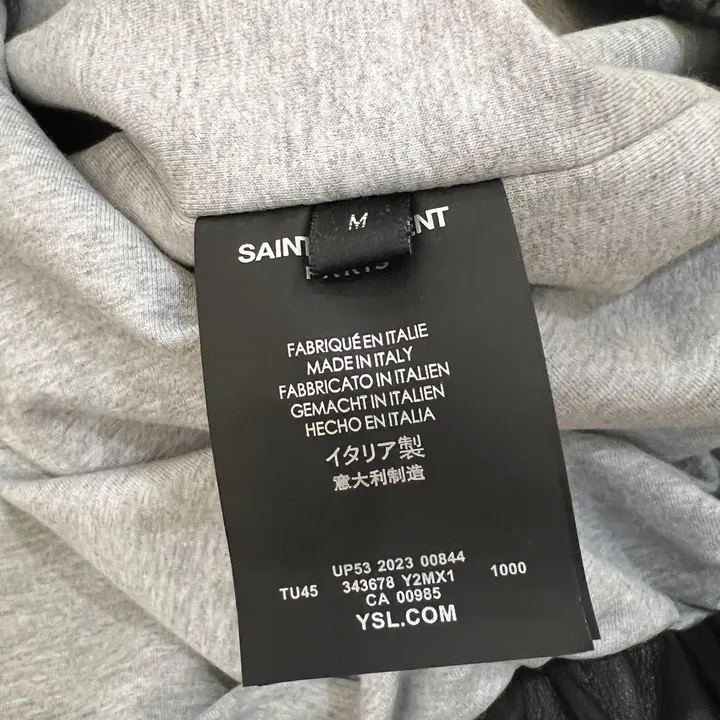 M
SAINT
FABRIQUÉ EN ITALIE
MADE IN ITALY
FABBRICATO IN ITALIEN
GEMACHT IN ITALIEN
HECHO EN ITALIA
イタリア製
意大利制造
UP53 2023 00844
TU45 343678 Y2MX1 1000
CA 00985
YSL.COM